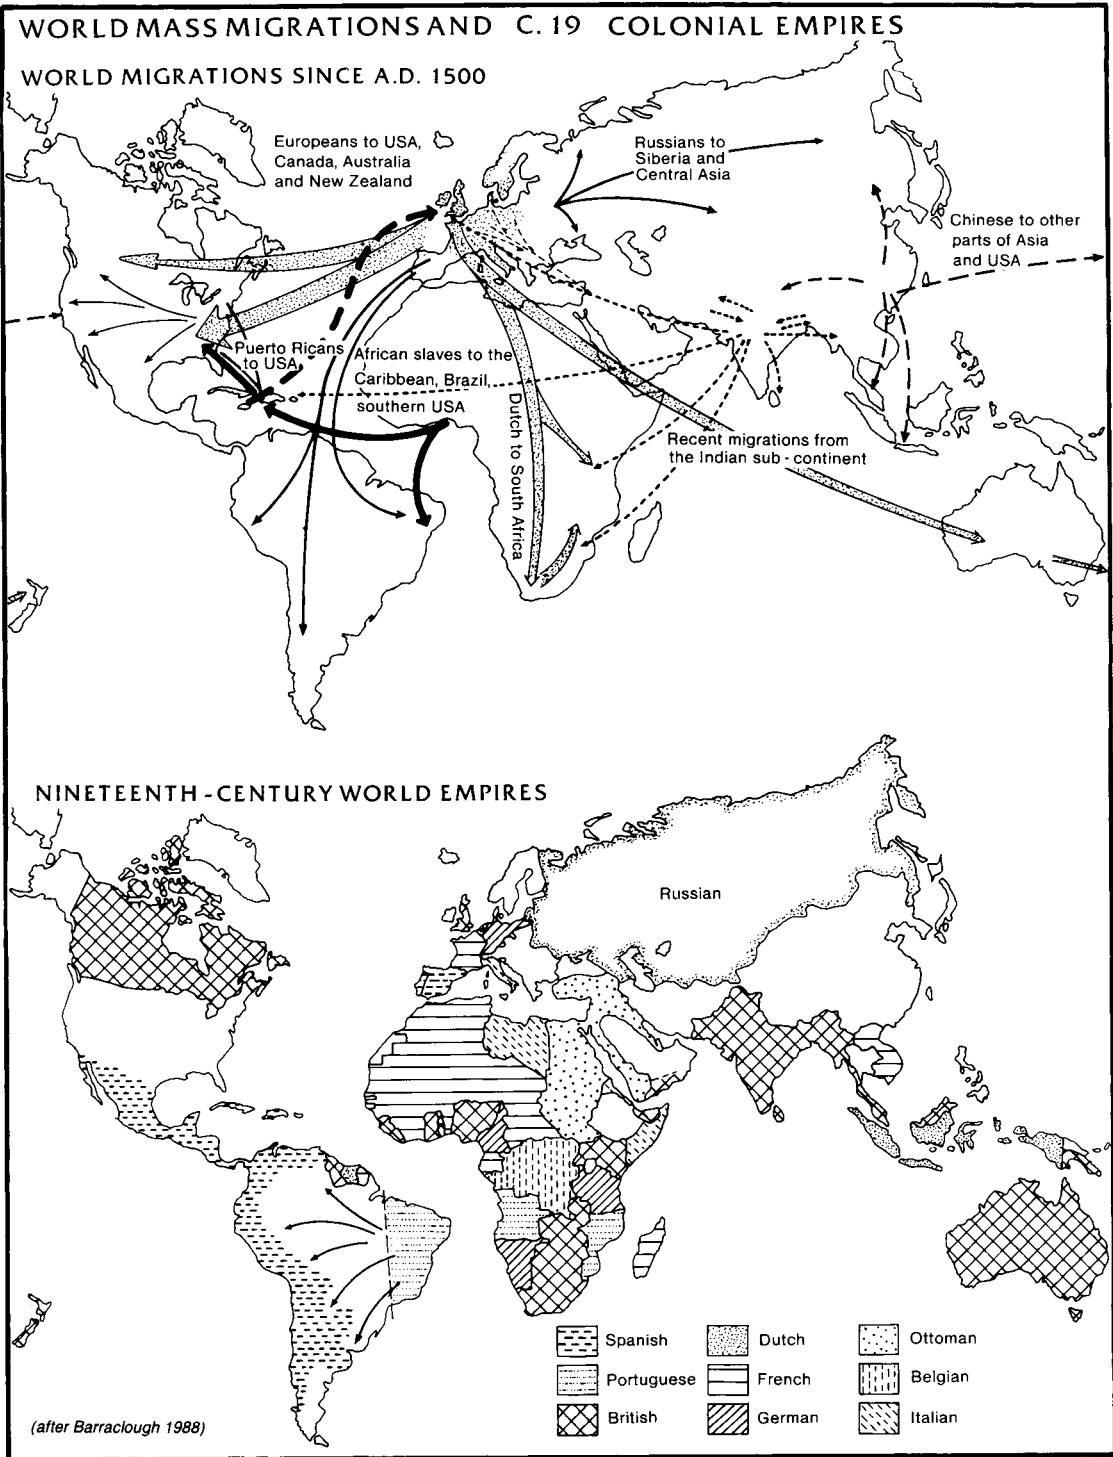 WORLD MASS MIGRATIONS AND C.19 COLONIAL EMPIRES
WORLD MIGRATIONS SINCE A.D. 1500
Europeans to USA,
Canada, Australia
and New Zealand
Russians to
Siberia and
Central Asia
Chinese to other
parts of Asia
and USA
Puerto Ricans
to USA
African slaves to the
Caribbean, Brazil,
southern USA
Dutch to South Africa
Recent migrations from
the Indian sub-continent
NINETEENTH-CENTURY WORLD EMPIRES
Russian
Spanish
Dutch
Ottoman
Portuguese
French
Belgian
British
German
Italian
(after Barraclough 1988)